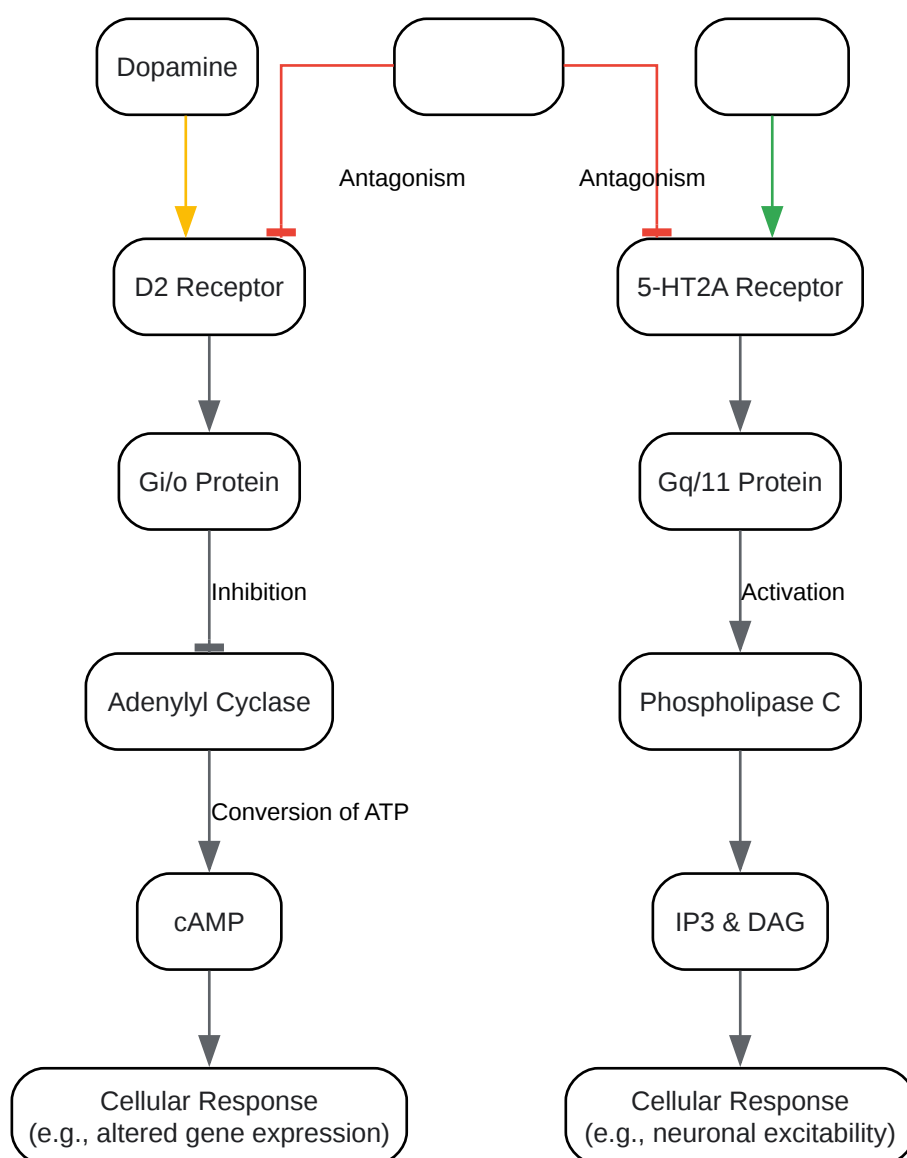 Dopamine
Antagonism
Antagonism
D2 Receptor
5-HT2A Receptor
Gi/o Protein
Gq/11 Protein
Inhibition
Activation
Adenylyl Cyclase
Phospholipase C
Conversion of ATP
cAMP
IP3 & DAG
Cellular Response
(e.g., altered gene expression)
Cellular Response
(e.g., neuronal excitability)